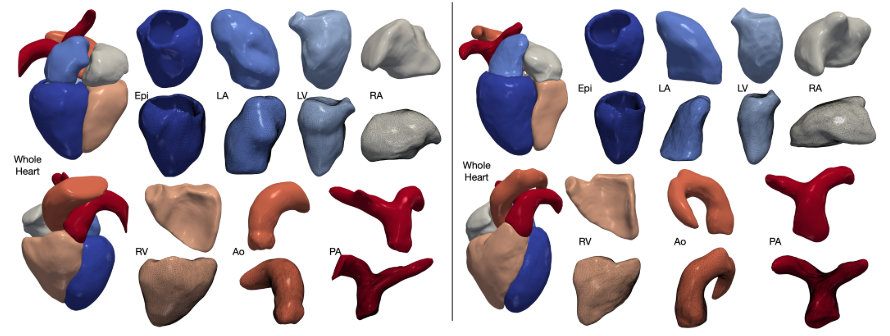 Epi
LA
LV
RA
Whole
Heart
RV
Ao
PA
Epi
LA
LV
RA
Whole
Heart
RV
Ao
PA